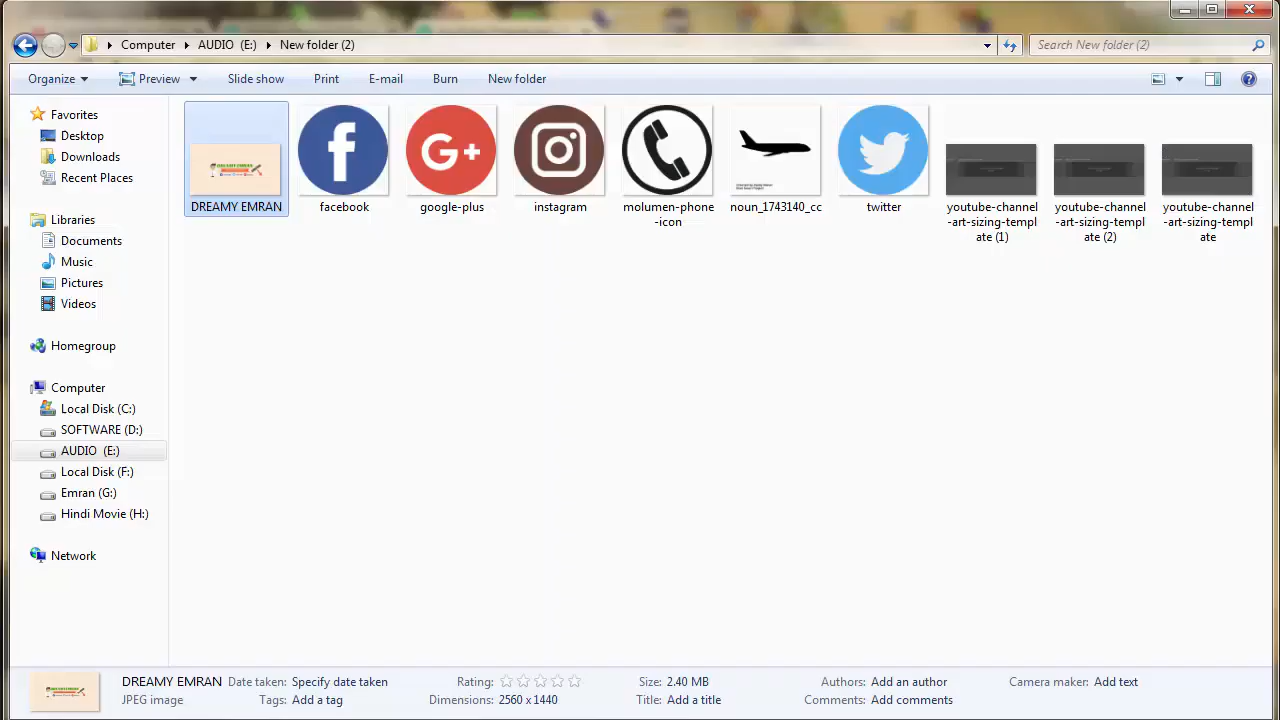 Computer AUDIO (E:) New folder (2) Search New folder (2)
Organize Preview Slide show Print E-mail Burn New folder
Favorites
Desktop
Downloads
Recent Places
Libraries
Documents
Music
Pictures
Videos
Homegroup
Computer
Local Disk (C:)
SOFTWARE (D:)
AUDIO (E:)
Local Disk (F:)
Emran (G:)
Hindi Movie (H:)
Network
G+
DREAMY EMRAN
facebook
google-plus
instagram
molumen-phone
-icon
noun_1743140_cc
twitter
youtube-channel
-art-sizing-templ
ate (1)
youtube-channel
-art-sizing-templ
ate (2)
youtube-channel
-art-sizing-templ
ate
DREAMY EMRAN Date taken: Specify date taken Rating: Size: 2.40 MB Authors: Add an author Camera maker: Add text
JPEG image Tags: Add a tag Dimensions: 2560 x 1440 Title: Add a title Comments: Add comments